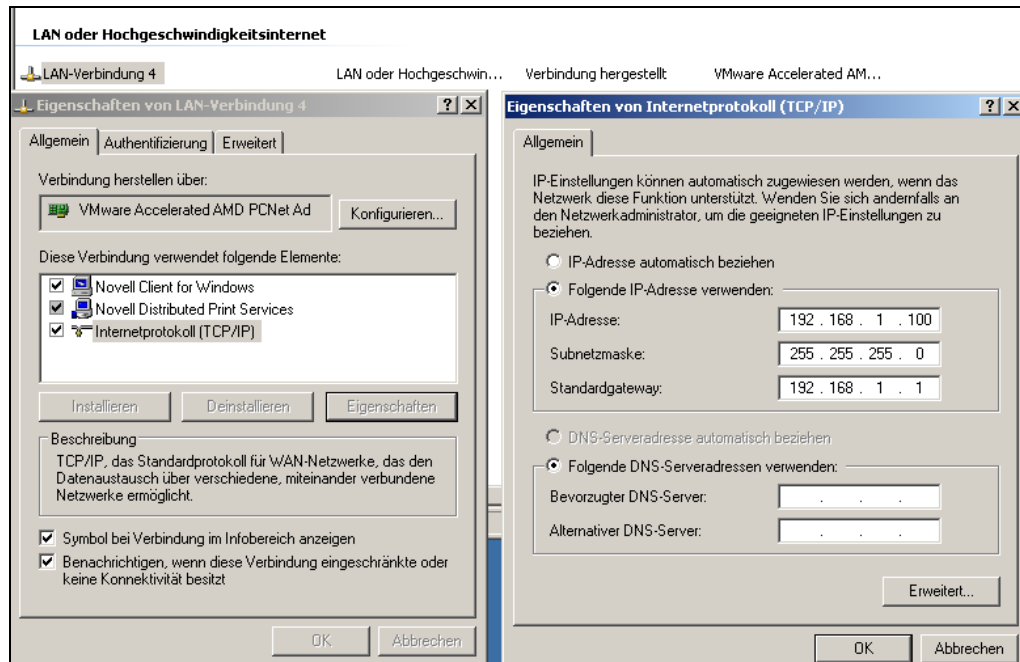 LAN oder Hochgeschwindigkeitsinternet
LAN-Verbindung 4 LAN oder Hochgeschwin... Verbindung hergestellt VMware Accelerated AM...
Eigenschaften von LAN-Verbindung 4
Allgemein Authentifizierung Erweitert
Verbindung herstellen über:
VMware Accelerated AMD PCNet Ad Konfigurieren...
Diese Verbindung verwendet folgende Elemente:
Novell Client for Windows
Novell Distributed Print Services
Internetprotokoll (TCP/IP)
Installieren Deinstallieren Eigenschaften
Beschreibung
TCP/IP, das Standardprotokoll für WAN-Netzwerke, das den
Datenaustausch über verschiedene, miteinander verbundene
Netzwerke ermöglicht.
Symbol bei Verbindung im Infobereich anzeigen
Benachrichtigen, wenn diese Verbindung eingeschränkte oder
keine Konnektivität besitzt
OK Abbrechen
Eigenschaften von Internetprotokoll (TCP/IP)
Allgemein
IP-Einstellungen können automatisch zugewiesen werden, wenn das
Netzwerk diese Funktion unterstützt. Wenden Sie sich andernfalls an
den Netzwerkadministrator, um die geeigneten IP-Einstellungen zu
beziehen.
IP-Adresse automatisch beziehen
Folgende IP-Adresse verwenden:
IP-Adresse: 192 . 168 . 1 . 100
Subnetzmaske: 255 . 255 . 255 . 0
Standardgateway: 192 . 168 . 1 . 1
DNS-Serveradresse automatisch beziehen
Folgende DNS-Serveradressen verwenden:
Bevorzugter DNS-Server: . . .
Alternativer DNS-Server: . . .
Erweitert...
OK Abbrechen